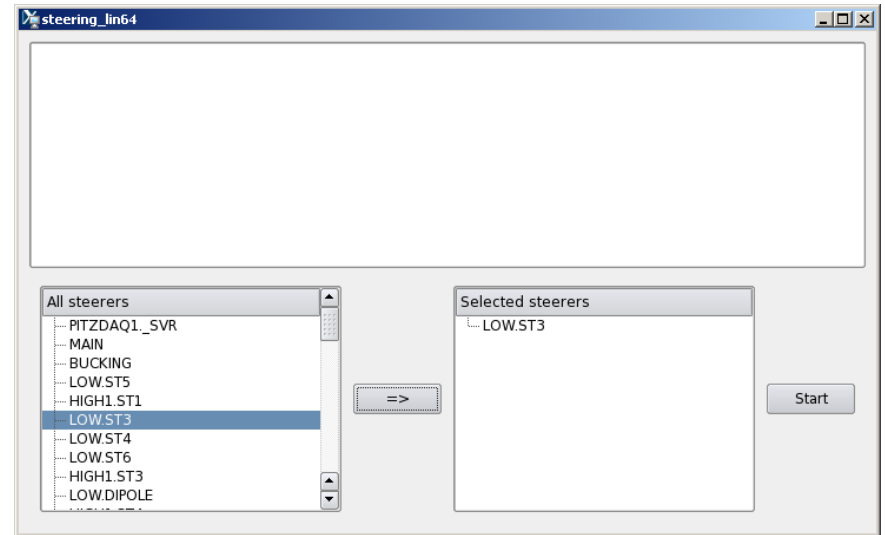 steering_lin64
All steerers
PITZDAQ1._SVR
MAIN
BUCKING
LOW.ST5
HIGH1.ST1
LOW.ST3
LOW.ST4
LOW.ST6
HIGH1.ST3
LOW.DIPOLE
=>
Selected steerers
LOW.ST3
Start